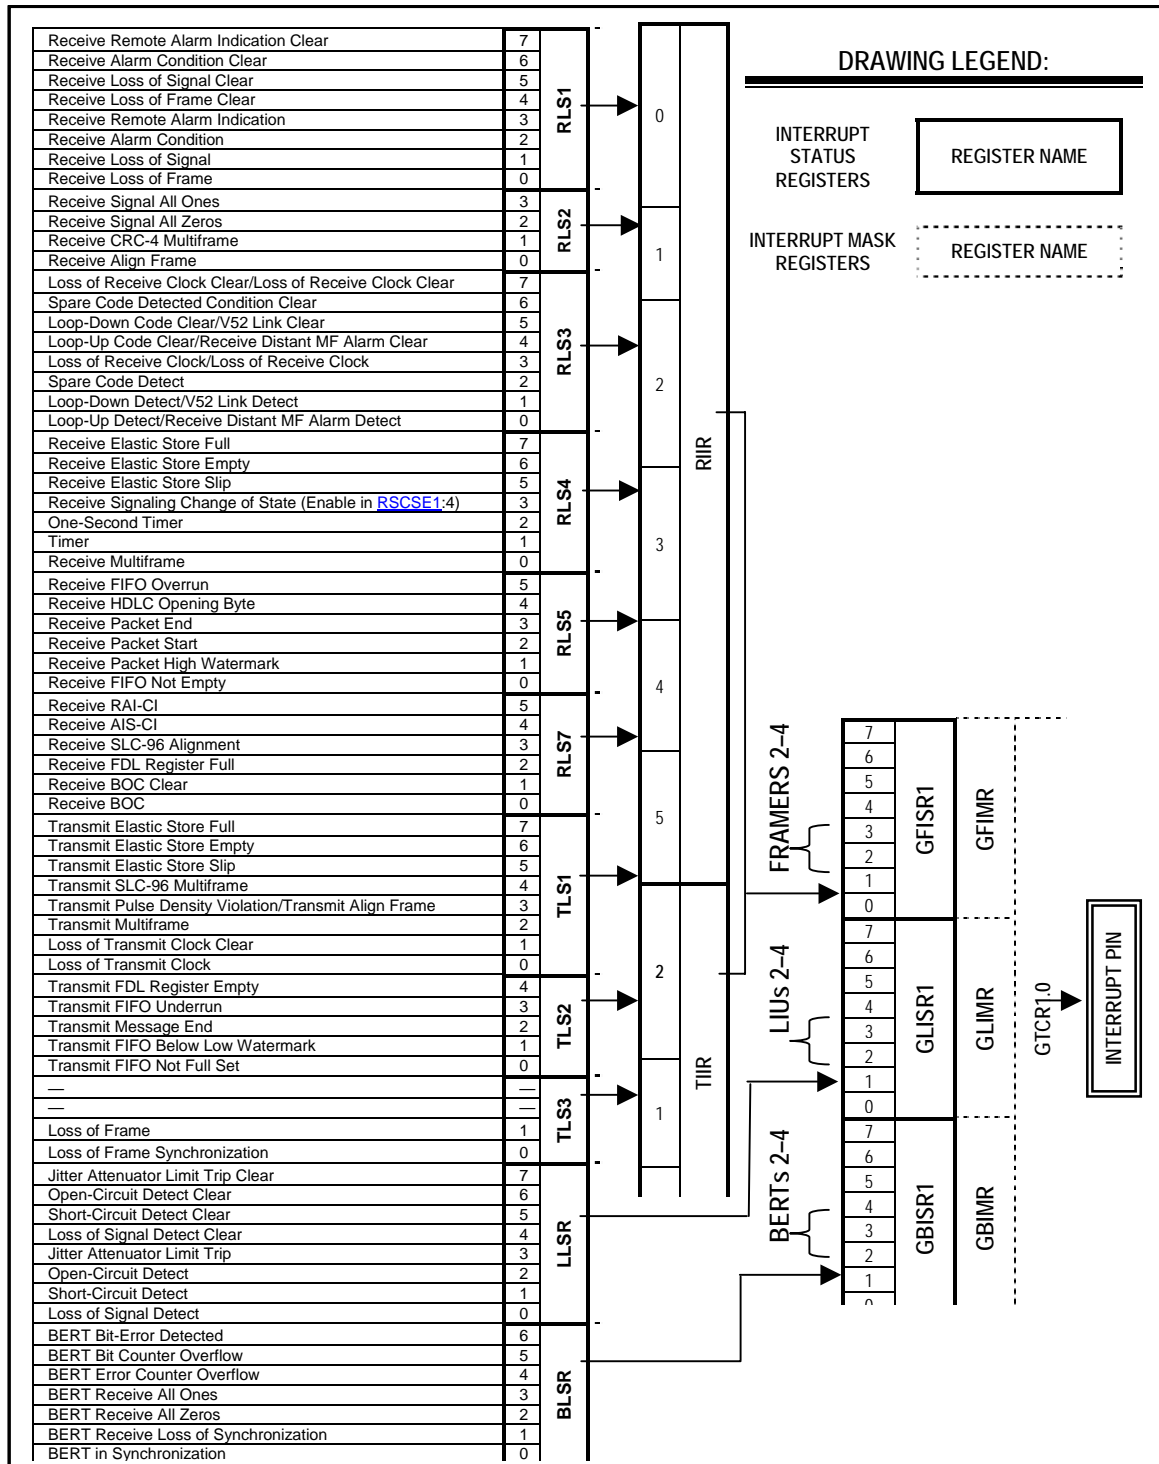 Receive Remote Alarm Indication Clear 7
Receive Alarm Condition Clear 6
Receive Loss of Signal Clear 5
Receive Loss of Frame Clear 4
Receive Remote Alarm Indication 3
Receive Alarm Condition 2
Receive Loss of Signal 1
Receive Loss of Frame 0
RLS1
Receive Signal All Ones 3
Receive Signal All Zeros 2
Receive CRC-4 Multiframe 1
Receive Align Frame 0
RLS2
Loss of Receive Clock Clear/Loss of Receive Clock Clear 7
Spare Code Detected Condition Clear 6
Loop-Down Code Clear/V52 Link Clear 5
Loop-Up Code Clear/Receive Distant MF Alarm Clear 4
Loss of Receive Clock/Loss of Receive Clock 3
Spare Code Detect 2
Loop-Down Detect/V52 Link Detect 1
Loop-Up Detect/Receive Distant MF Alarm Detect 0
RLS3
Receive Elastic Store Full 7
Receive Elastic Store Empty 6
Receive Elastic Store Slip 5
Receive Signaling Change of State (Enable in RSCSE1:4) 3
One-Second Timer 2
Timer 1
Receive Multiframe 0
RLS4
Receive FIFO Overrun 5
Receive HDLC Opening Byte 4
Receive Packet End 3
Receive Packet Start 2
Receive Packet High Watermark 1
Receive FIFO Not Empty 0
RLS5
Receive RAI-CI 5
Receive AIS-CI 4
Receive SLC-96 Alignment 3
Receive FDL Register Full 2
Receive BOC Clear 1
Receive BOC 0
RLS7
Transmit Elastic Store Full 7
Transmit Elastic Store Empty 6
Transmit Elastic Store Slip 5
Transmit SLC-96 Multiframe 4
Transmit Pulse Density Violation/Transmit Align Frame 3
Transmit Multiframe 2
Loss of Transmit Clock Clear 1
Loss of Transmit Clock 0
TLS1
Transmit FDL Register Empty 4
Transmit FIFO Underrun 3
Transmit Message End 2
Transmit FIFO Below Low Watermark 1
Transmit FIFO Not Full Set 0
TLS2
— —
— —
Loss of Frame 1
Loss of Frame Synchronization 0
TLS3
Jitter Attenuator Limit Trip Clear 7
Open-Circuit Detect Clear 6
Short-Circuit Detect Clear 5
Loss of Signal Detect Clear 4
Jitter Attenuator Limit Trip 3
Open-Circuit Detect 2
Short-Circuit Detect 1
Loss of Signal Detect 0
LLSR
BERT Bit-Error Detected 6
BERT Bit Counter Overflow 5
BERT Error Counter Overflow 4
BERT Receive All Ones 3
BERT Receive All Zeros 2
BERT Receive Loss of Synchronization 1
BERT in Synchronization 0
BLSR
0
1
2
3
4
5
RIIR
2
1
TIIR
DRAWING LEGEND:
INTERRUPT
STATUS
REGISTERS
REGISTER NAME
INTERRUPT MASK
REGISTERS
REGISTER NAME
FRAMERS 2–4
7
6
5
4
3
2
1
0
GFISR1
GFIMR
LIUs 2–4
7
6
5
4
3
2
1
0
GLISR1
GLIMR
BERTs 2–4
7
6
5
4
3
2
1
0
GBISR1
GBIMR
GTCR1.0
INTERRUPT PIN